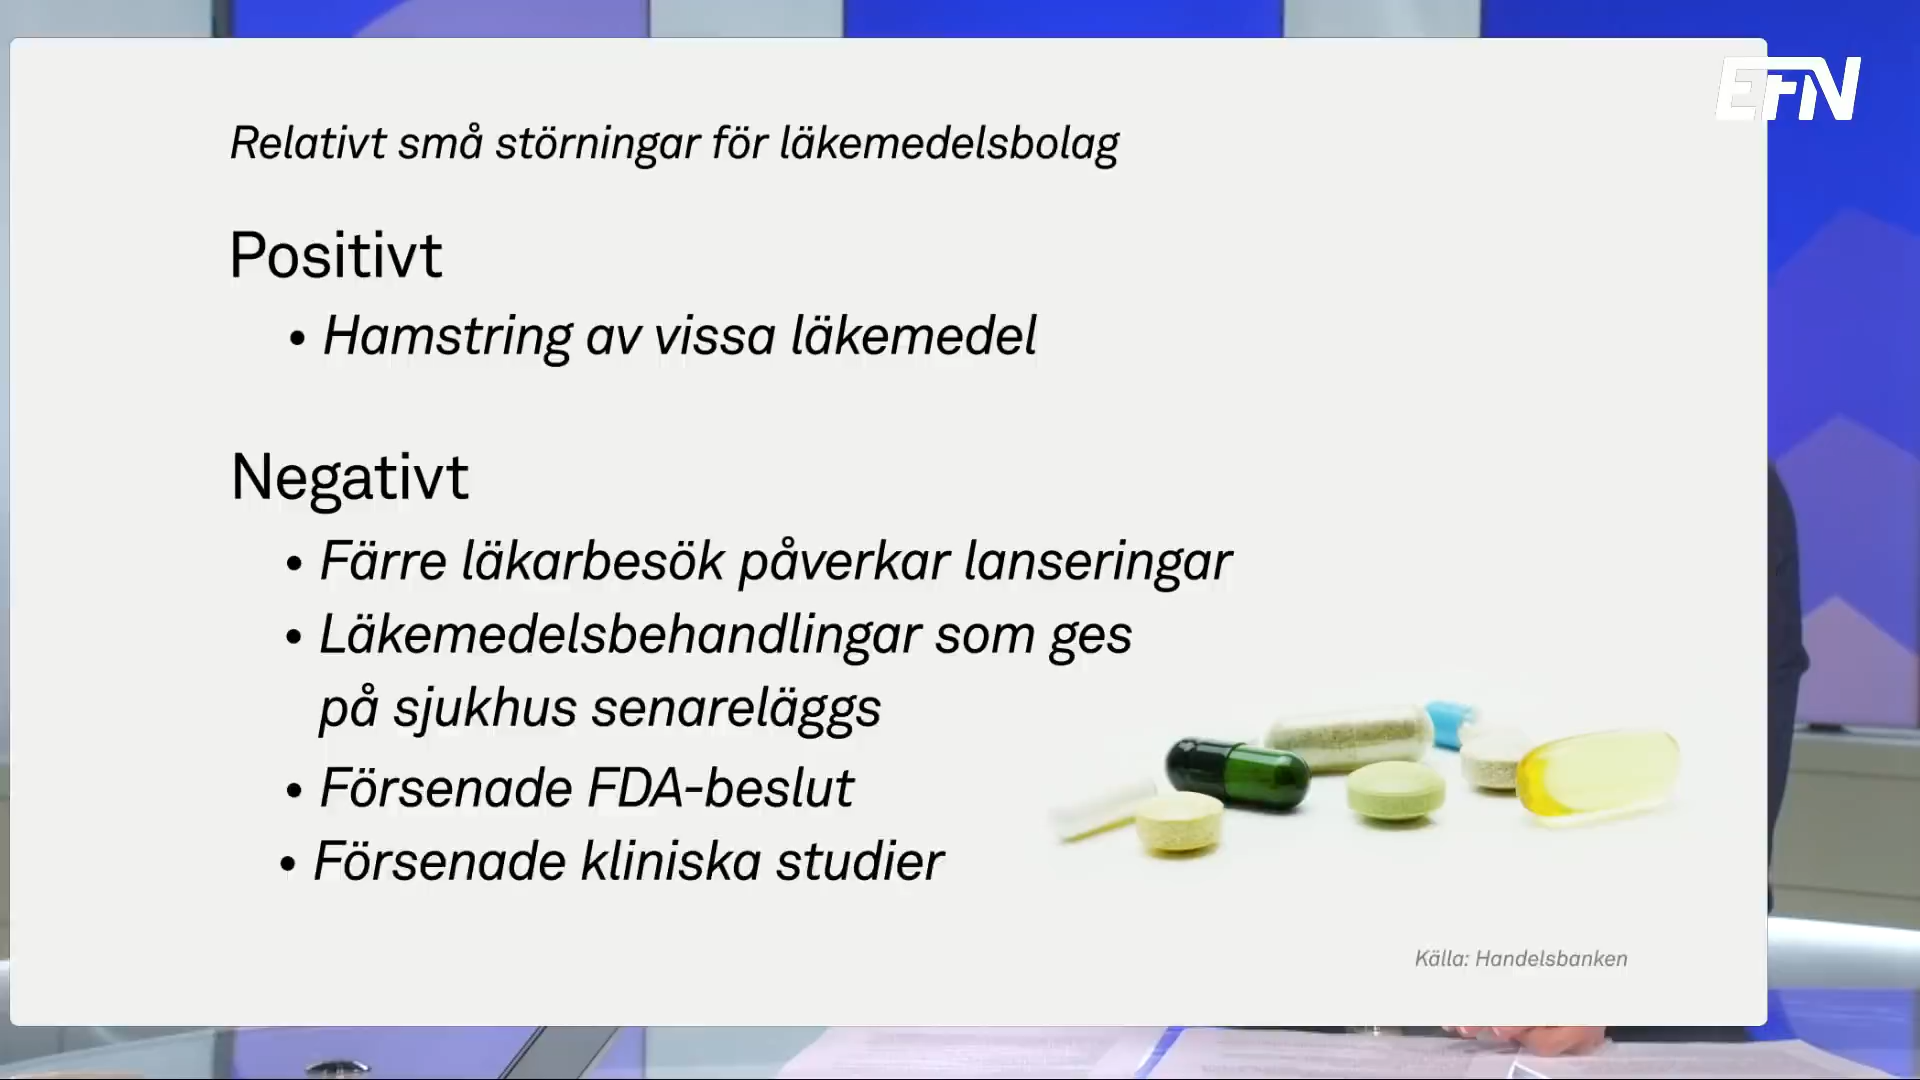 EFN
Relativt små störningar för läkemedelsbolag
Positivt
• Hamstring av vissa läkemedel
Negativt
• Färre läkarbesök påverkar lanseringar
• Läkemedelsbehandlingar som ges
på sjukhus senareläggs
• Försenade FDA-beslut
• Försenade kliniska studier
Källa: Handelsbanken